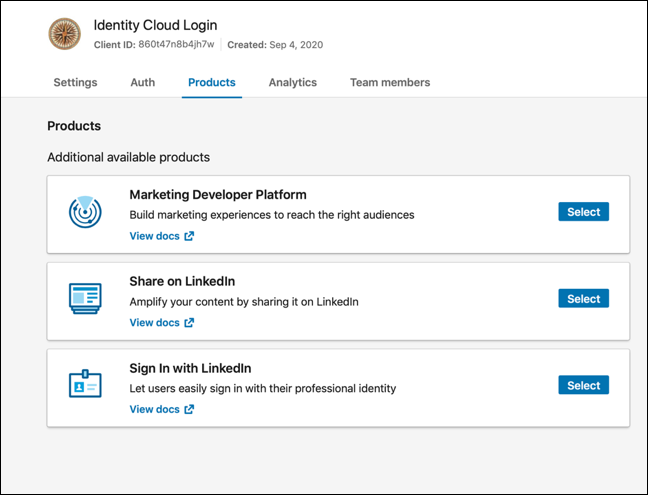 Identity Cloud Login
Client ID: 860t47n8b4jh7w Created: Sep 4, 2020
Settings Auth Products Analytics Team members
Products
Additional available products
Marketing Developer Platform
Build marketing experiences to reach the right audiences
View docs
Select
Share on LinkedIn
Amplify your content by sharing it on LinkedIn
View docs
Select
Sign In with LinkedIn
Let users easily sign in with their professional identity
View docs
Select